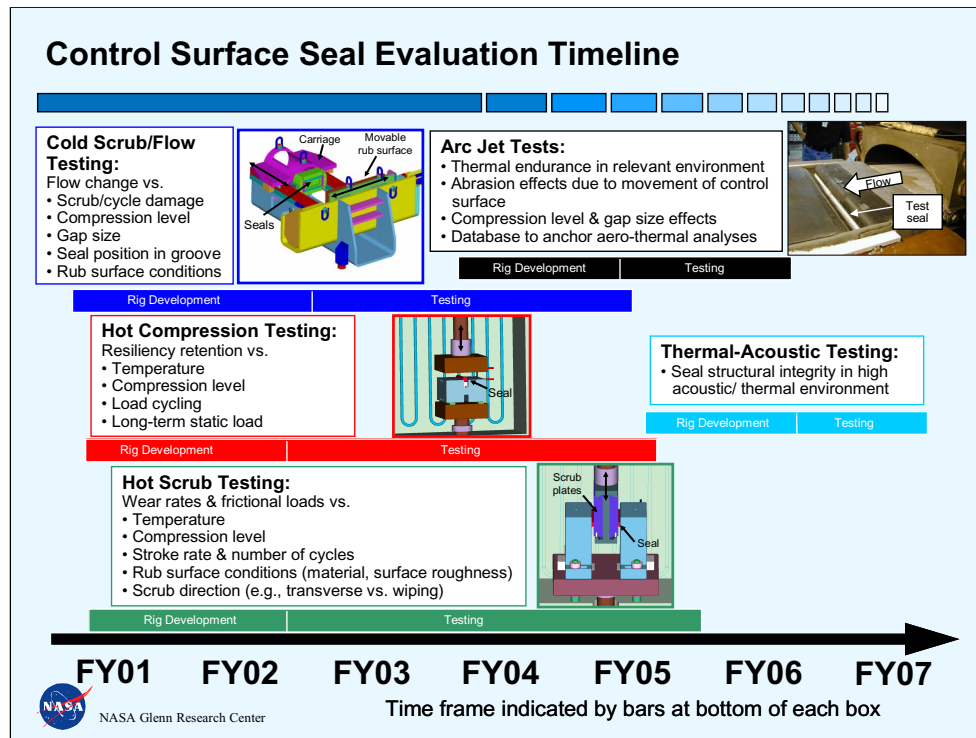 Control Surface Seal Evaluation Timeline
Cold Scrub/Flow
Testing:
Flow change vs.
• Scrub/cycle damage
• Compression level
• Gap size
• Seal position in groove
• Rub surface conditions
Carriage
Movable
rub surface
Seals
Arc Jet Tests:
• Thermal endurance in relevant environment
• Abrasion effects due to movement of control
surface
• Compression level & gap size effects
• Database to anchor aero-thermal analyses
Flow
Test
seal
Rig Development
Testing
Rig Development
Testing
Hot Compression Testing:
Resiliency retention vs.
• Temperature
• Compression level
• Load cycling
• Long-term static load
Seal
Thermal-Acoustic Testing:
• Seal structural integrity in high
acoustic/ thermal environment
Rig Development
Testing
Rig Development
Testing
Hot Scrub Testing:
Wear rates & frictional loads vs.
• Temperature
• Compression level
• Stroke rate & number of cycles
• Rub surface conditions (material, surface roughness)
• Scrub direction (e.g., transverse vs. wiping)
Scrub
plates
Seal
Rig Development
Testing
FY01 FY02 FY03 FY04 FY05 FY06 FY07
NASA
NASA Glenn Research Center
Time frame indicated by bars at bottom of each box